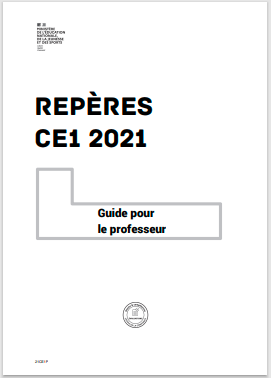 MINISTÈRE
DE L'ÉDUCATION
NATIONALE,
DE LA JEUNESSE
ET DES SPORTS
REPÈRES
CE1 2021
Guide pour
le professeur